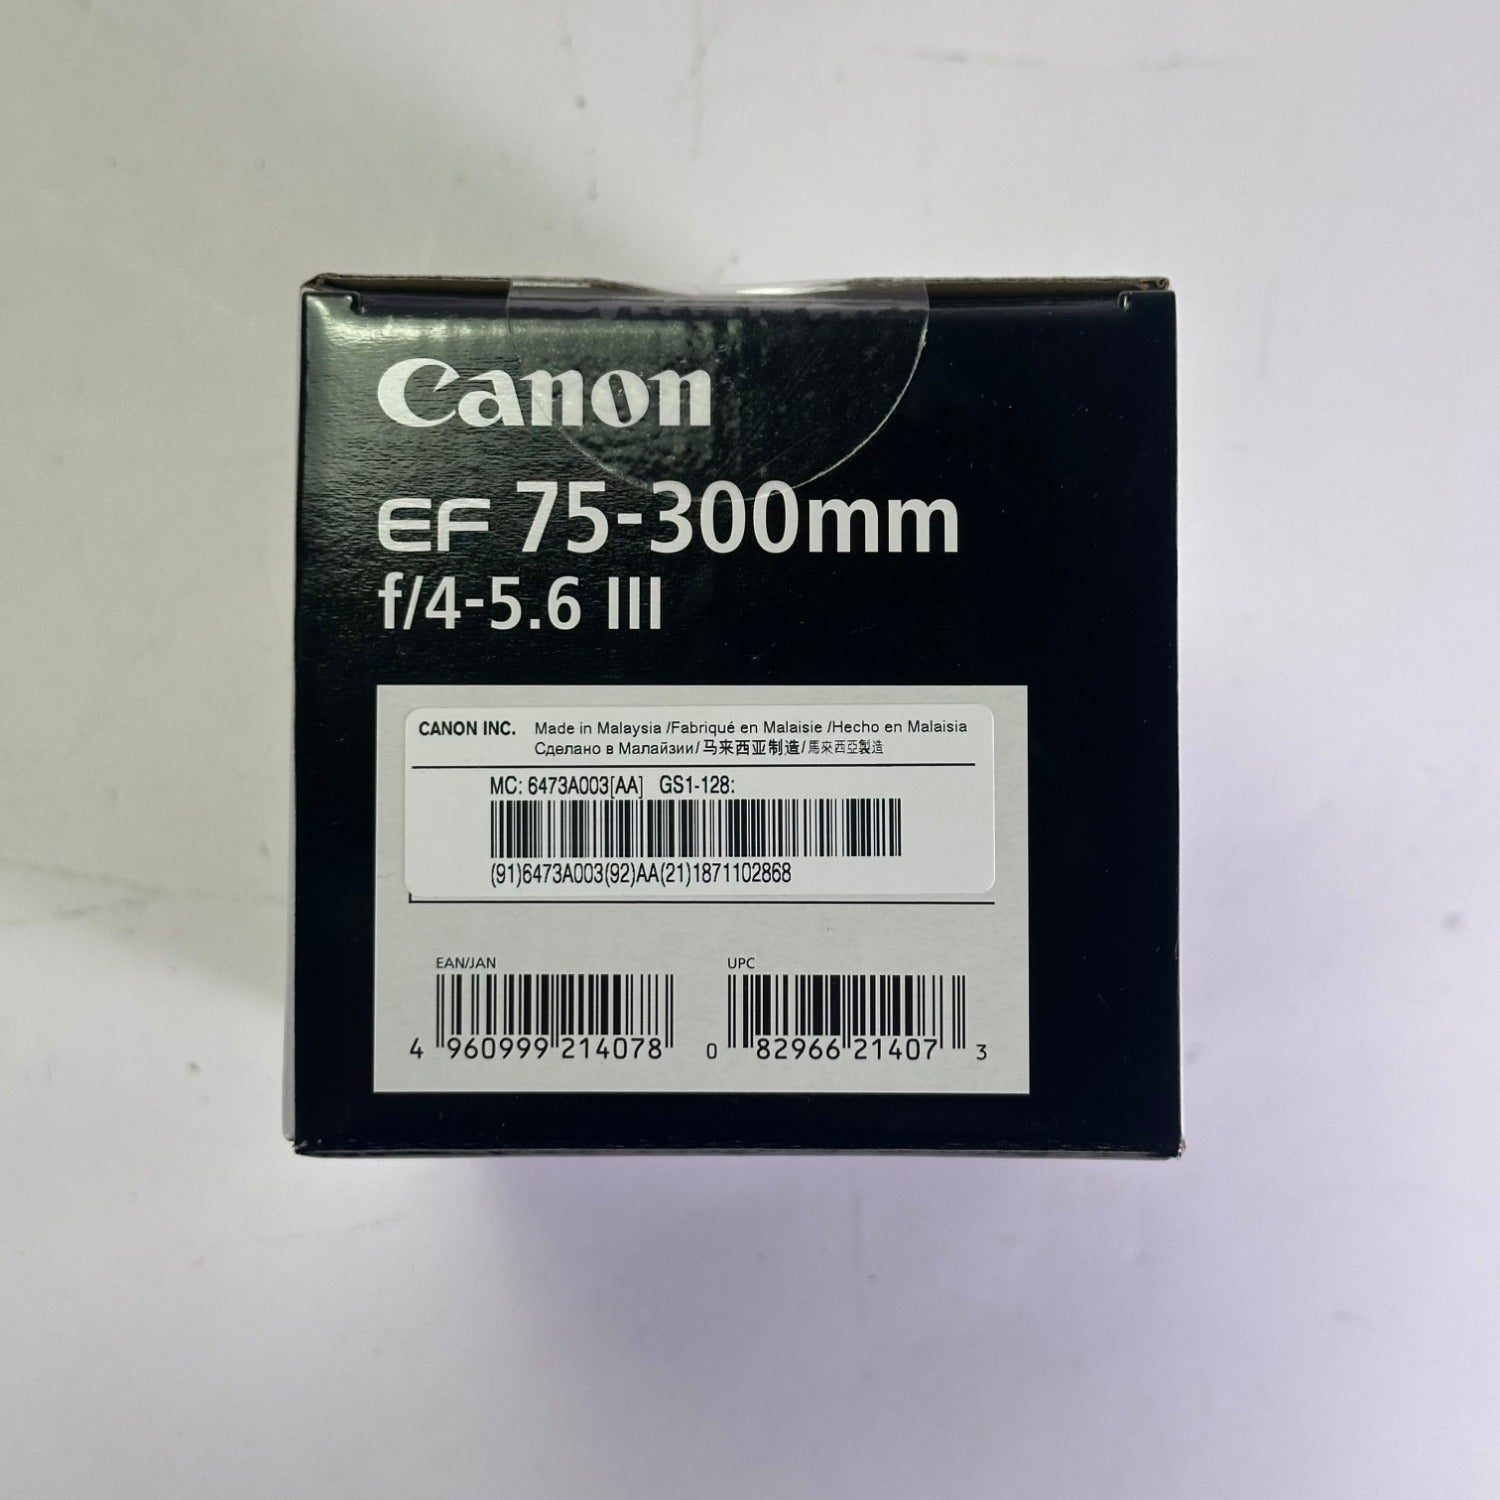 Canon
EF 75-300mm
f/4-5.6 III
CANON INC. Made in Malaysia /Fabriqué en Malaisie /Hecho en Malaisia
Сделано в Малайзии/马来西亚制造/馬來西亞製造
MC: 6473A003[AA] GS1-128:
(91)6473A003(92)AA(21)1871102868
EAN/JAN
4 960999 214078
UPC
0 82966 21407 3